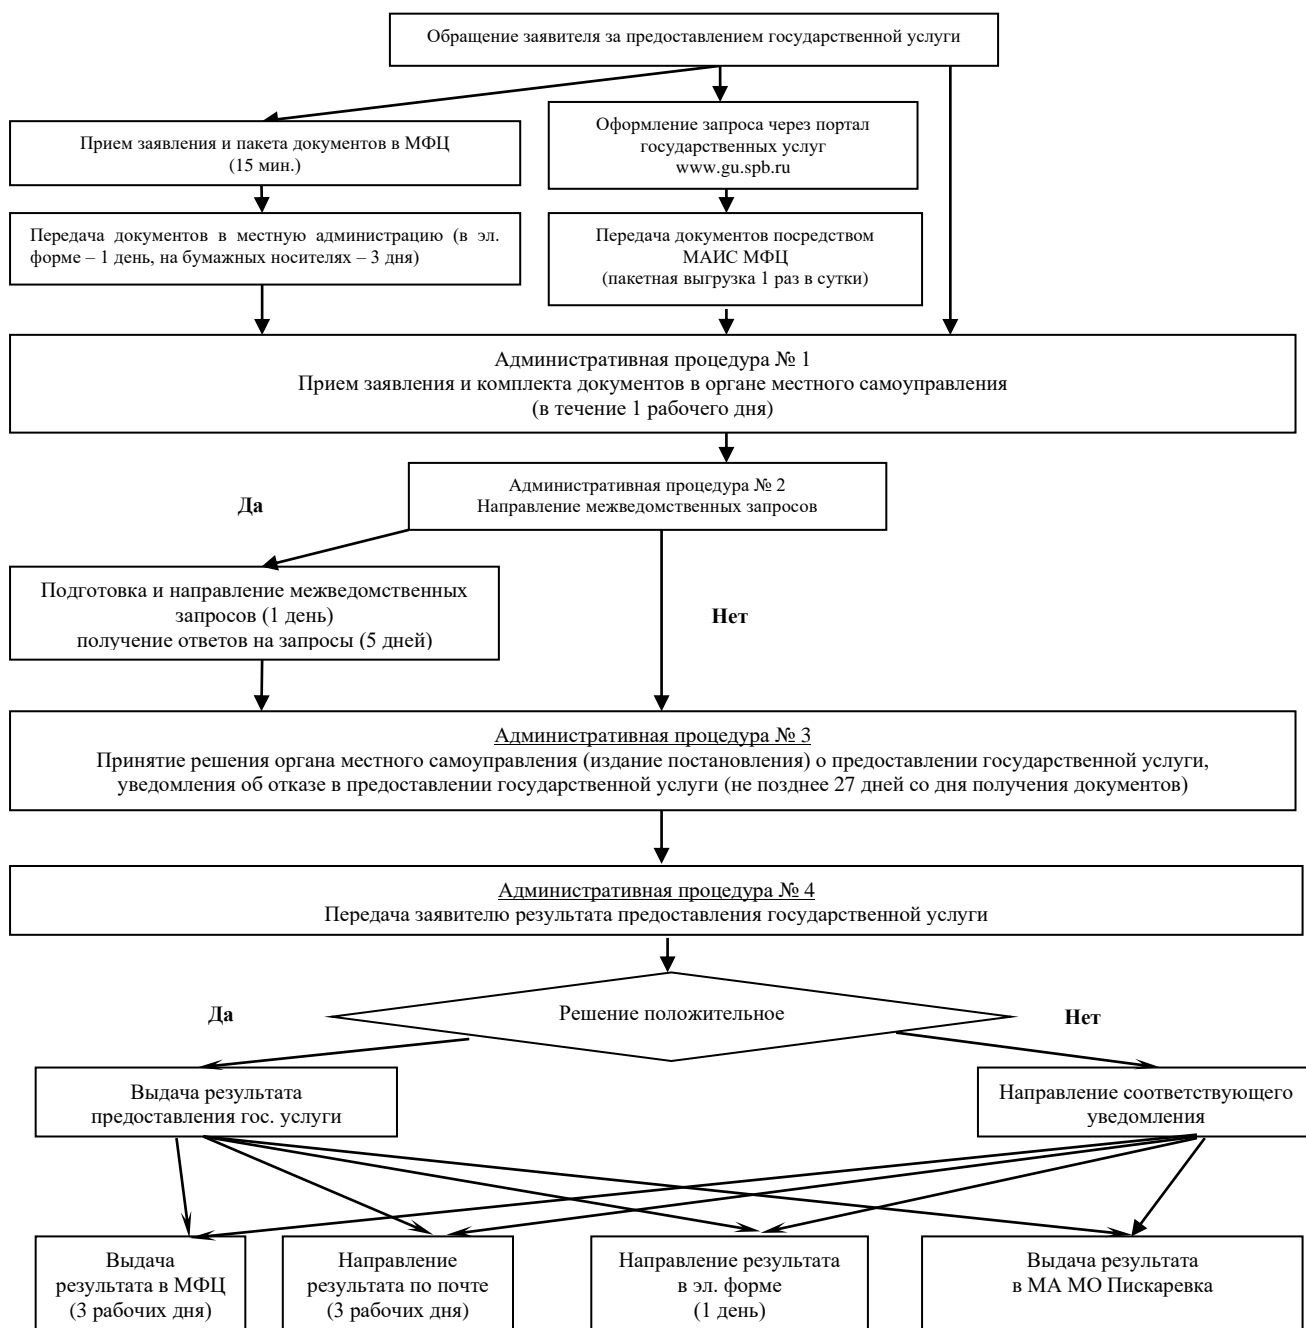 Обращение заявителя за предоставлением государственной услуги
Прием заявления и пакета документов в МФЦ
(15 мин.)
Оформление запроса через портал
государственных услуг
www.gu.spb.ru
Передача документов в местную администрацию (в эл.
форме – 1 день, на бумажных носителях – 3 дня)
Передача документов посредством
МАИС МФЦ
(пакетная выгрузка 1 раз в сутки)
Административная процедура № 1
Прием заявления и комплекта документов в органе местного самоуправления
(в течение 1 рабочего дня)
Административная процедура № 2
Направление межведомственных запросов
Да
Подготовка и направление межведомственных
запросов (1 день)
получение ответов на запросы (5 дней)
Нет
Административная процедура № 3
Принятие решения органа местного самоуправления (издание постановления) о предоставлении государственной услуги,
уведомления об отказе в предоставлении государственной услуги (не позднее 27 дней со дня получения документов)
Административная процедура № 4
Передача заявителю результата предоставления государственной услуги
Решение положительное
Да
Нет
Выдача результата
предоставления гос. услуги
Направление соответствующего
уведомления
Выдача
результата в МФЦ
(3 рабочих дня)
Направление
результата по почте
(3 рабочих дня)
Направление результата
в эл. форме
(1 день)
Выдача результата
в МА МО Пискаревка